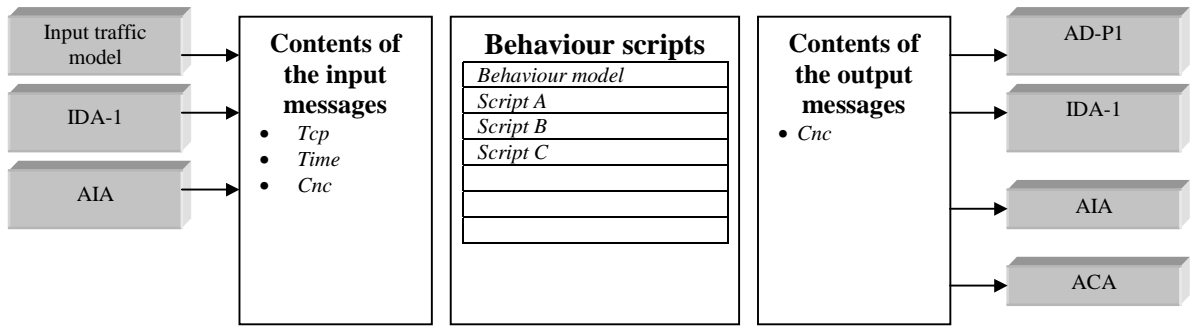 Input traffic
model
IDA-1
AIA
Contents of
the input
messages
• Tcp
• Time
• Cnc
Behaviour scripts
Behaviour model
Script A
Script B
Script C
Contents of
the output
messages
• Cnc
AD-P1
IDA-1
AIA
ACA